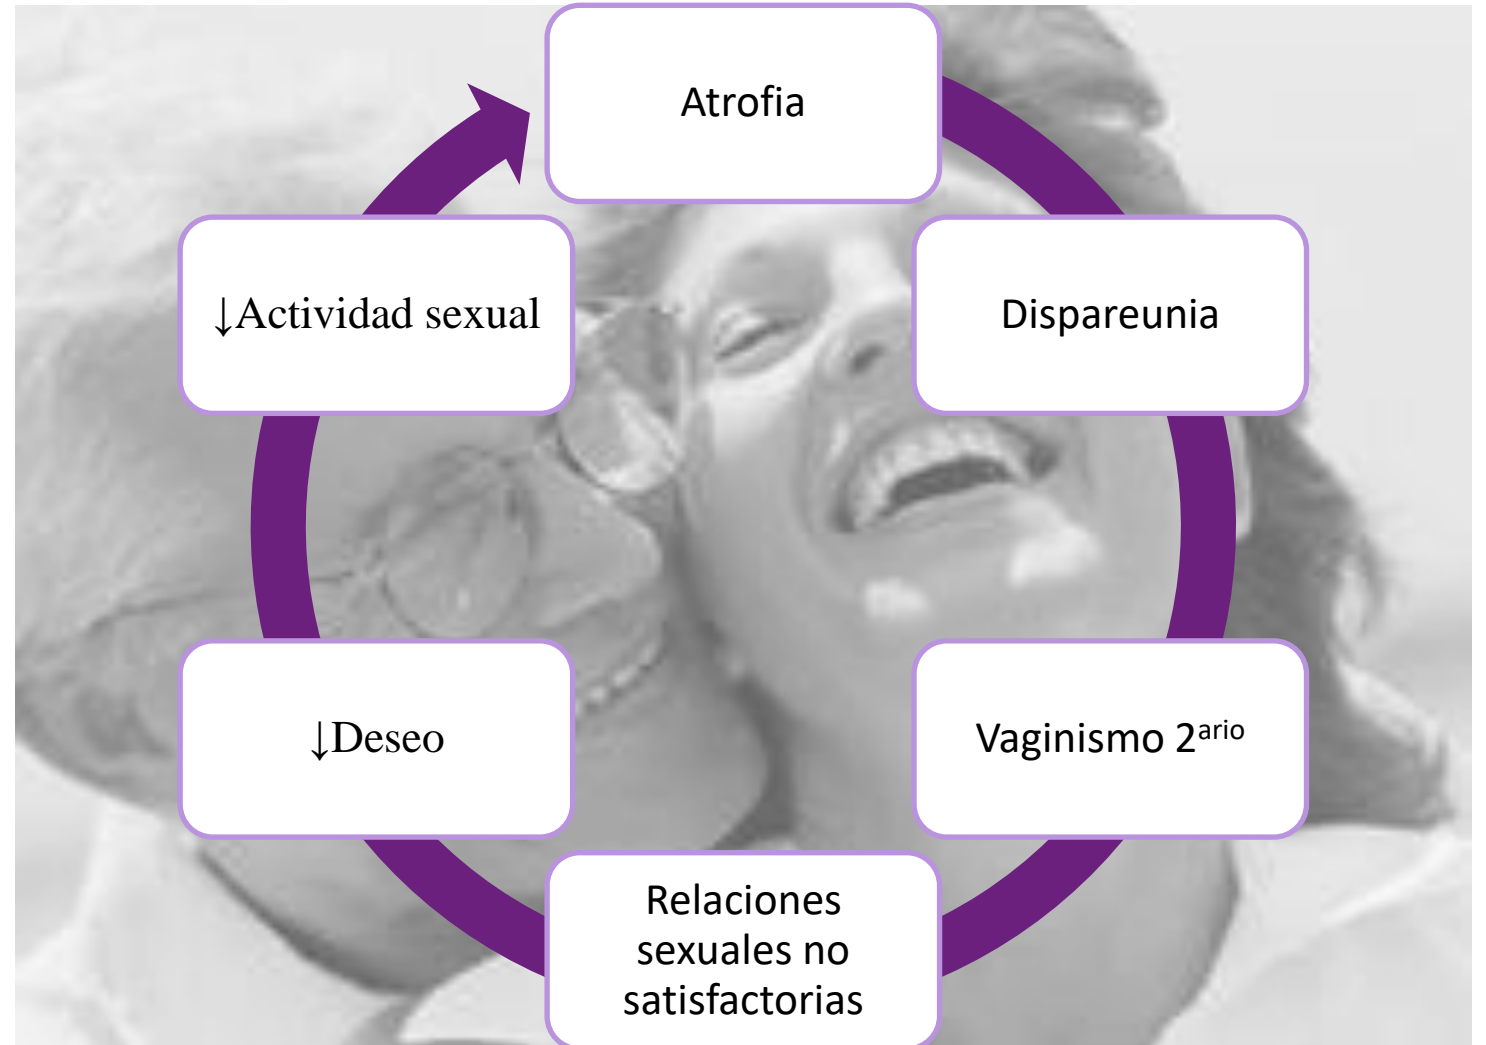 Atrofia
Dispareunia
Vaginismo 2ario
Relaciones
sexuales no
satisfactorias
↓Deseo
↓Actividad sexual